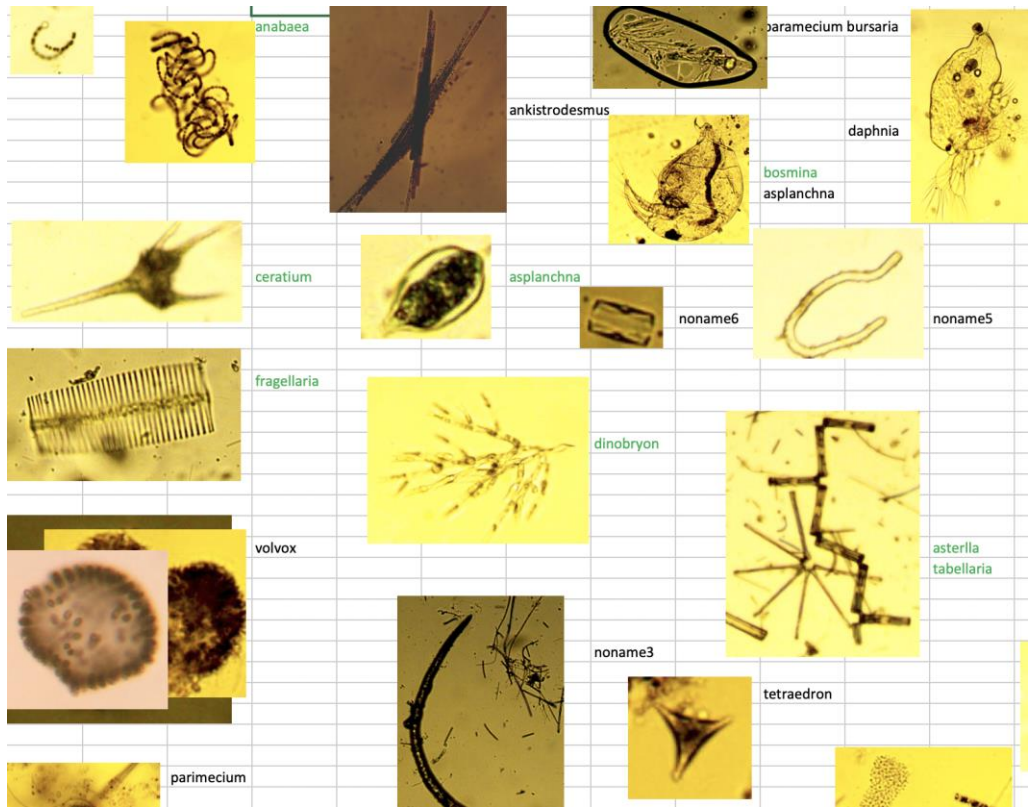 anabaea
paramecium bursaria
ankistrodesmus
daphnia
bosmina
asplanchna
ceratium
asplanchna
noname6
noname5
fragellaria
dinobryon
volvox
asterlla
tabellaria
noname3
tetraedron
parimecium